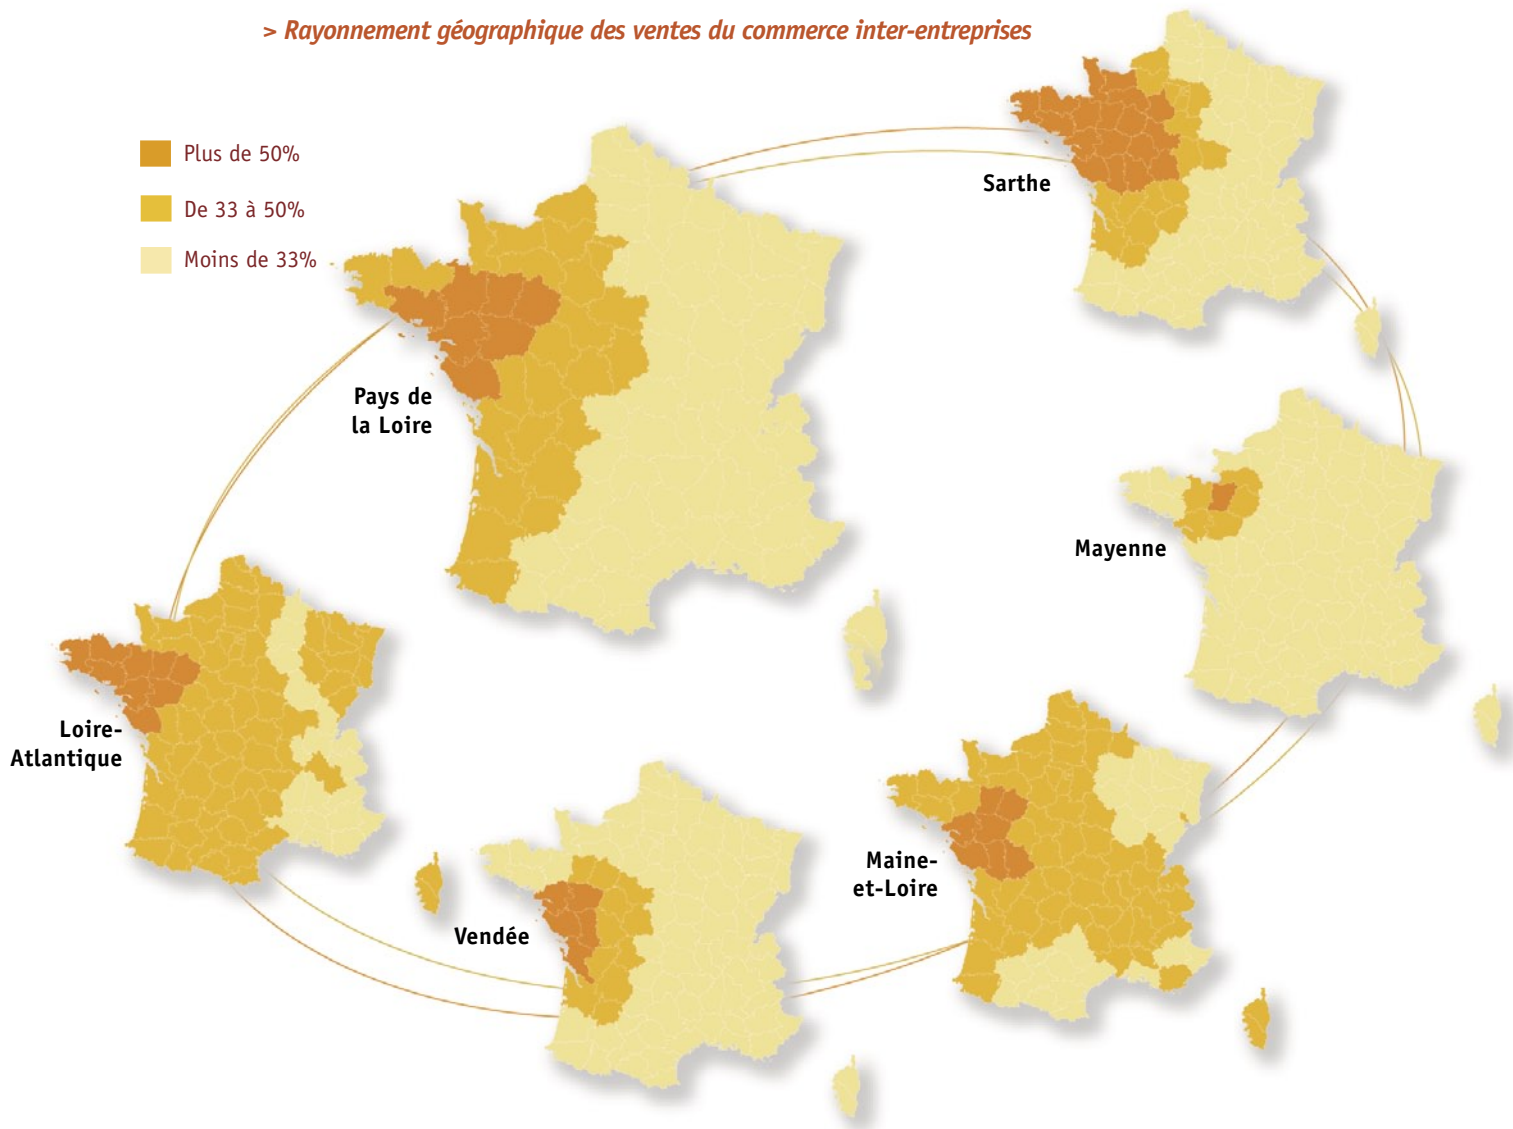 > Rayonnement géographique des ventes du commerce inter-entreprises
Plus de 50%
De 33 à 50%
Moins de 33%
Sarthe
Pays de
la Loire
Mayenne
Loire-
Atlantique
Maine-
et-Loire
Vendée